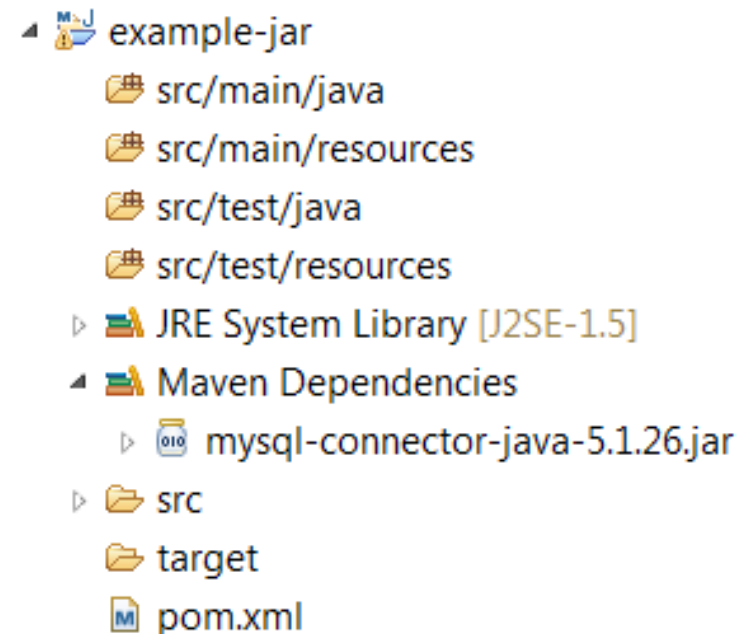 example-jar
src/main/java
src/main/resources
src/test/java
src/test/resources
JRE System Library [J2SE-1.5]
Maven Dependencies
mysql-connector-java-5.1.26.jar
src
target
pom.xml